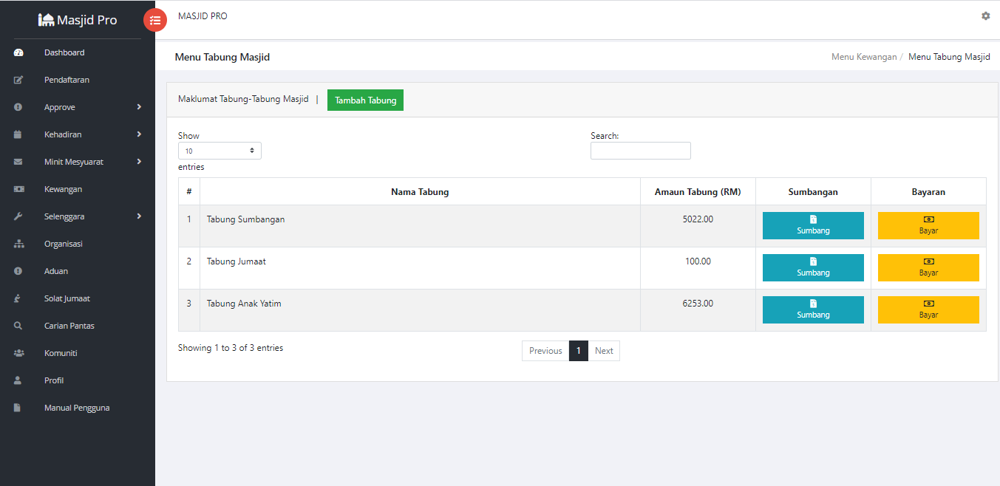 Masjid Pro
MASJID PRO
Dashboard
Pendaftaran
Approve
Kehadiran
Minit Mesyuarat
Kewangan
Selenggara
Organisasi
Aduan
Solat Jumaat
Carian Pantas
Komuniti
Profil
Manual Pengguna
Menu Tabung Masjid
Menu Kewangan / Menu Tabung Masjid
Maklumat Tabung-Tabung Masjid | Tambah Tabung
Show
10
entries
Search:
# Nama Tabung Amaun Tabung (RM) Sumbangan Bayaran
1 Tabung Sumbangan 5022.00 Sumbang Bayar
2 Tabung Jumaat 100.00 Sumbang Bayar
3 Tabung Anak Yatim 6253.00 Sumbang Bayar
Showing 1 to 3 of 3 entries
Previous 1 Next